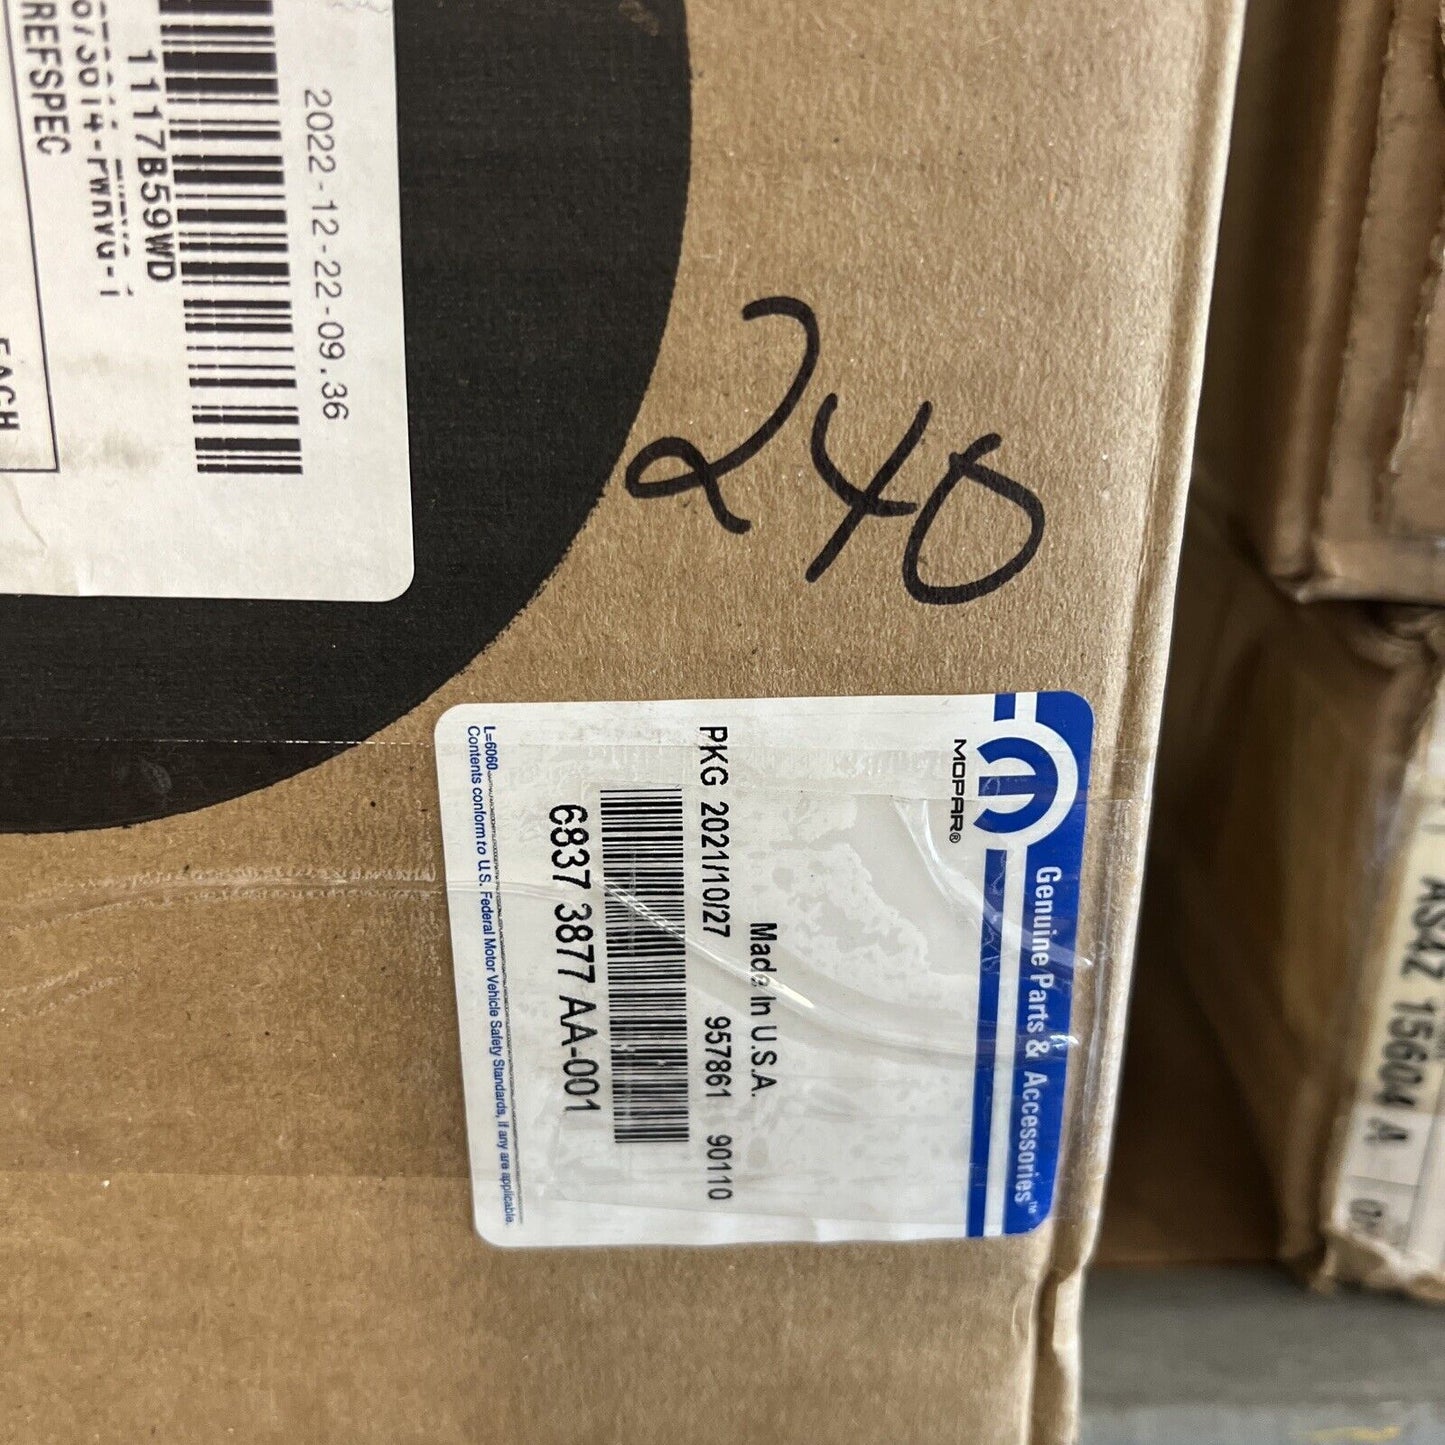 2022-12-22-09.36
1117B59WD
REFSPEC
EACH
240
Genuine Parts & Accessories™
MOPAR®
Made In U.S.A.
PKG 2021/10/27 957861 90110
6837 3877 AA-001
L=6060
Contents conform to U.S. Federal Motor Vehicle Safety Standards, if any are applicable.
AS4Z 15604 A